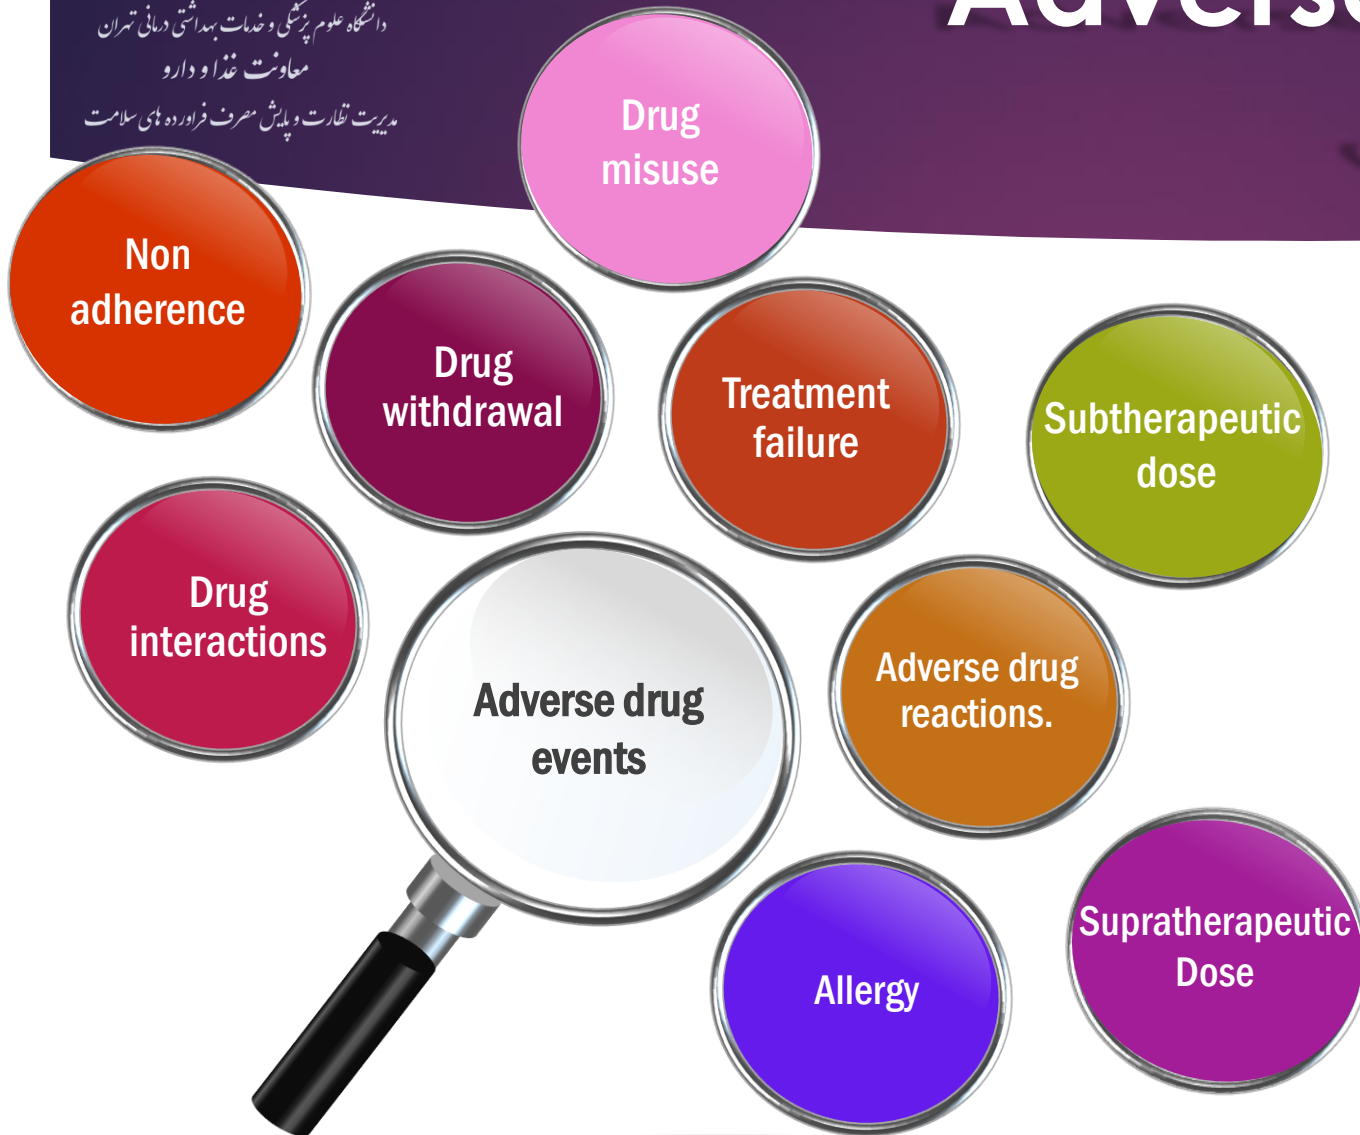 دانشگاه علوم پزشکی و خدمات بهداشتی درمانی تهران
معاونت غذا و دارو
مدیریت نظارت و پایش مصرف فراورده های سلامت
Drug
misuse
Non
adherence
Drug
withdrawal
Treatment
failure
Subtherapeutic
dose
Drug
interactions
Adverse drug
events
Adverse drug
reactions.
Allergy
Supratherapeutic
Dose